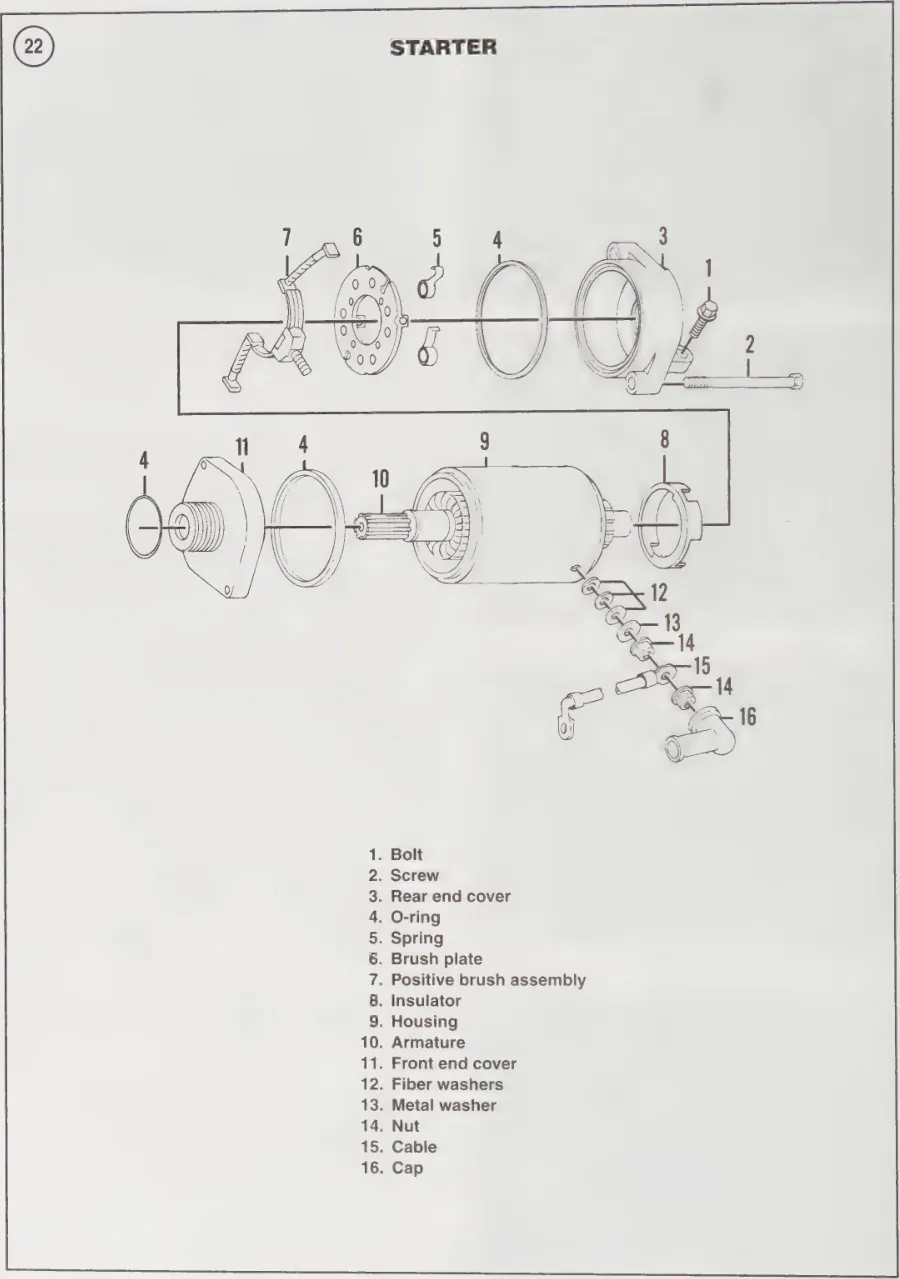 22
STARTER
7 6 5 4 3
1
2
4 11 4 10 9 8
12
13
14
15
14
16
1. Bolt
2. Screw
3. Rear end cover
4. O-ring
5. Spring
6. Brush plate
7. Positive brush assembly
8. Insulator
9. Housing
10. Armature
11. Front end cover
12. Fiber washers
13. Metal washer
14. Nut
15. Cable
16. Cap